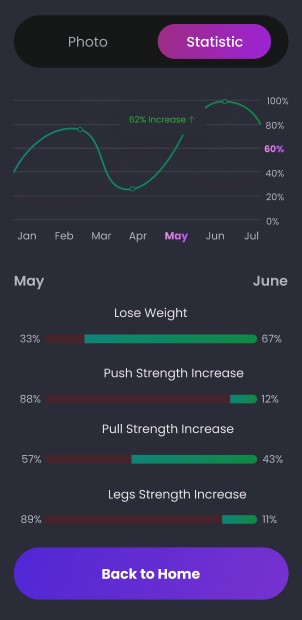 Photo Statistic
100%
62% increase ↑
80%
60%
40%
20%
0%
Jan Feb Mar Apr May Jun Jul
May June
Lose Weight
33% 67%
Push Strength Increase
88% 12%
Pull Strength Increase
57% 43%
Legs Strength Increase
89% 11%
Back to Home